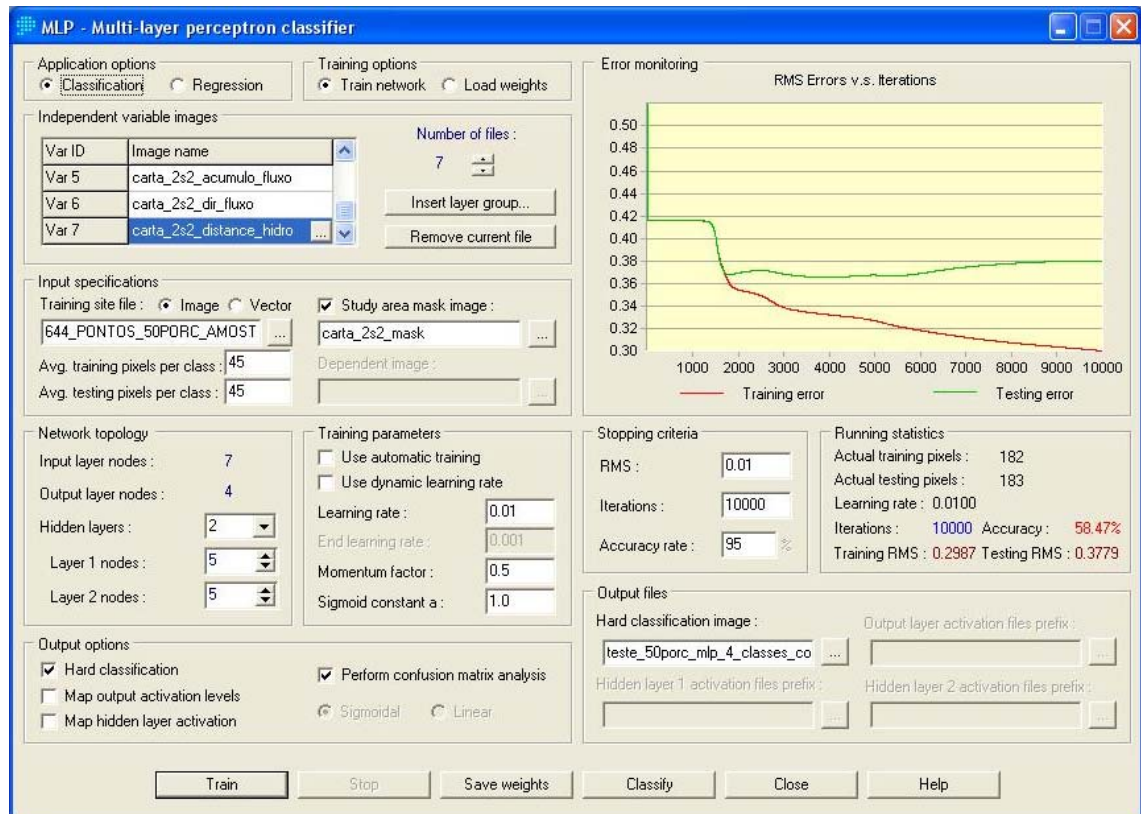 MLP - Multi-layer perceptron classifier
Application options
Classification
Regression
Training options
Train network
Load weights
Independent variable images
Var ID
Image name
Var 5
carta_2s2_acumulo_fluxo
Var 6
carta_2s2_dir_fluxo
Var 7
carta_2s2_distance_hidro
...
Number of files :
7
Insert layer group...
Remove current file
Input specifications
Training site file :
Image
Vector
644_PONTOS_50PORC_AMOST
...
Avg. training pixels per class :
45
Avg. testing pixels per class :
45
Study area mask image :
carta_2s2_mask
...
Dependent image :
...
Error monitoring
RMS Errors v.s. Iterations
0.50
0.48
0.46
0.44
0.42
0.40
0.38
0.36
0.34
0.32
0.30
1000 2000 3000 4000 5000 6000 7000 8000 9000 10000
Training error
Testing error
Network topology
Input layer nodes :
7
Output layer nodes :
4
Hidden layers :
2
Layer 1 nodes :
5
Layer 2 nodes :
5
Training parameters
Use automatic training
Use dynamic learning rate
Learning rate :
0.01
End learning rate :
0.001
Momentum factor :
0.5
Sigmoid constant a :
1.0
Stopping criteria
RMS :
0.01
Iterations :
10000
Accuracy rate :
95
%
Running statistics
Actual training pixels : 182
Actual testing pixels : 183
Learning rate : 0.0100
Iterations : 10000 Accuracy : 58.47%
Training RMS : 0.2987 Testing RMS : 0.3779
Output options
Hard classification
Map output activation levels
Map hidden layer activation
Perform confusion matrix analysis
Sigmoidal
Linear
Output files
Hard classification image :
teste_50porc_mlp_4_classes_co
...
Output layer activation files prefix :
...
Hidden layer 1 activation files prefix :
...
Hidden layer 2 activation files prefix :
...
Train
Stop
Save weights
Classify
Close
Help